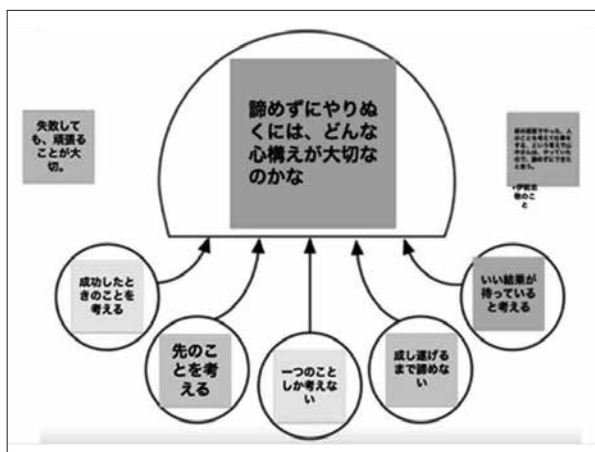 諦めずにやりぬ
くには、どんな
心構えが大切な
のかな
失敗して
も、頑張る
ことが大
切。
成功したと
きのことを
考える
先のこ
とを考
える
一つのこと
しか考えな
い
成し遂げる
まで諦めな
い
いい結果が
待っている
と考える